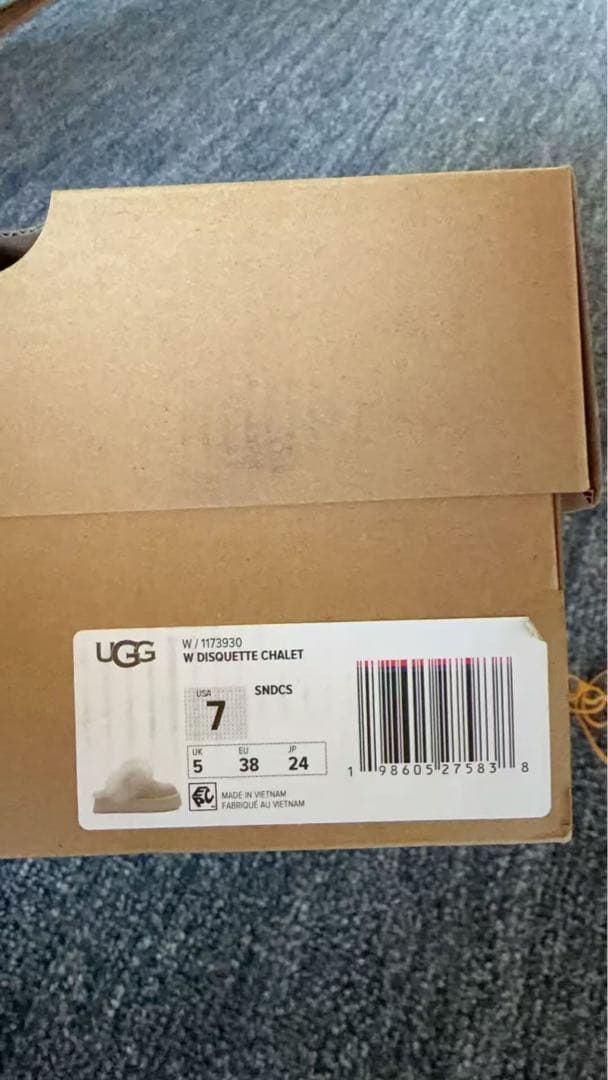 UGG
W / 1173930
W DISQUETTE CHALET
USA
7
SNDCS
UK EU JP
5 38 24
MADE IN VIETNAM
FABRIQUÉ AU VIETNAM
1 98605 27583 8